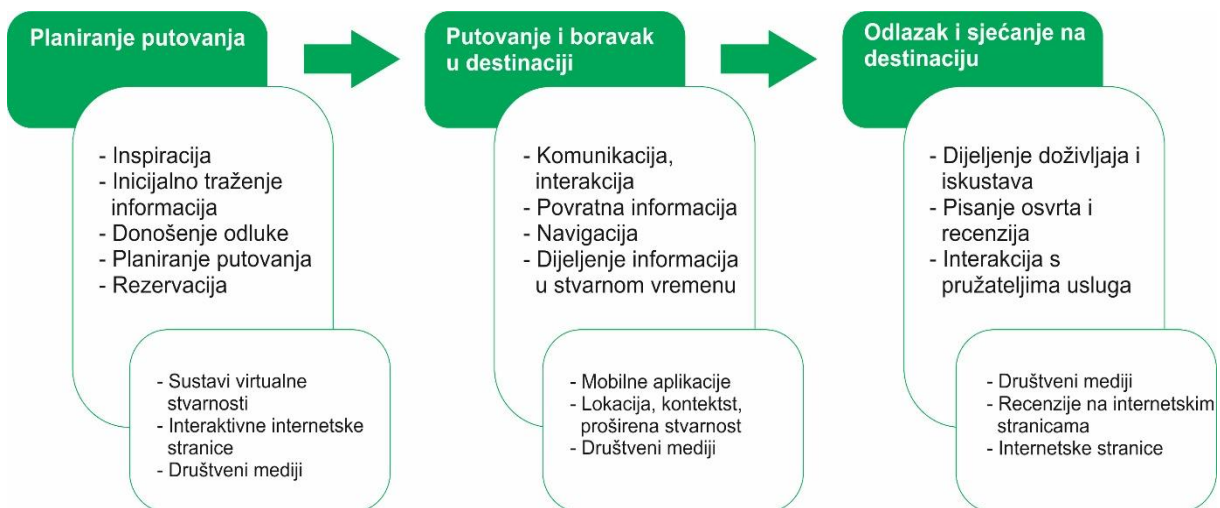 Planiranje putovanja
- Inspiracija
- Inicijalno traženje
informacija
- Donošenje odluke
- Planiranje putovanja
- Rezervacija
- Sustavi virtualne
stvarnosti
- Interaktivne internetske
stranice
- Društveni mediji
Putovanje i boravak
u destinaciji
- Komunikacija,
interakcija
- Povratna informacija
- Navigacija
- Dijeljenje informacija
u stvarnom vremenu
- Mobilne aplikacije
- Lokacija, kontektst,
proširena stvarnost
- Društveni mediji
Odlazak i sjećanje na
destinaciju
- Dijeljenje doživljaja i
iskustava
- Pisanje osvrta i
recenzija
- Interakcija s
pružateljima usluga
- Društveni mediji
- Recenzije na internetskim
stranicama
- Internetske stranice